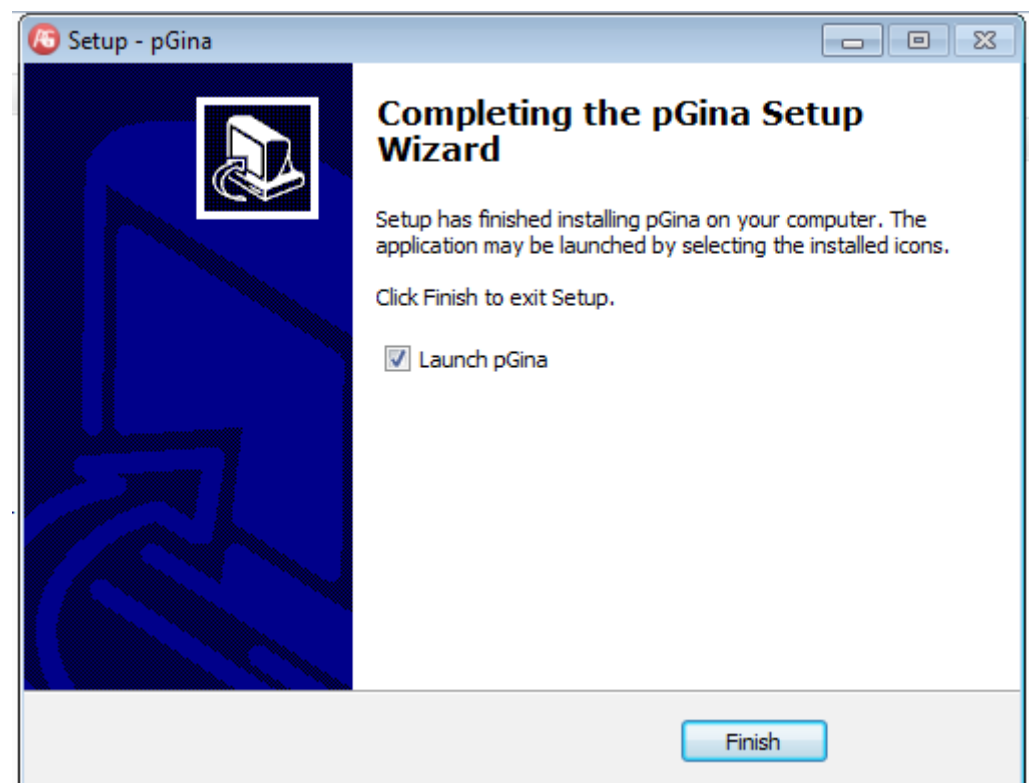 Setup - pGina
Completing the pGina Setup
Wizard
Setup has finished installing pGina on your computer. The
application may be launched by selecting the installed icons.
Click Finish to exit Setup.
Launch pGina
Finish